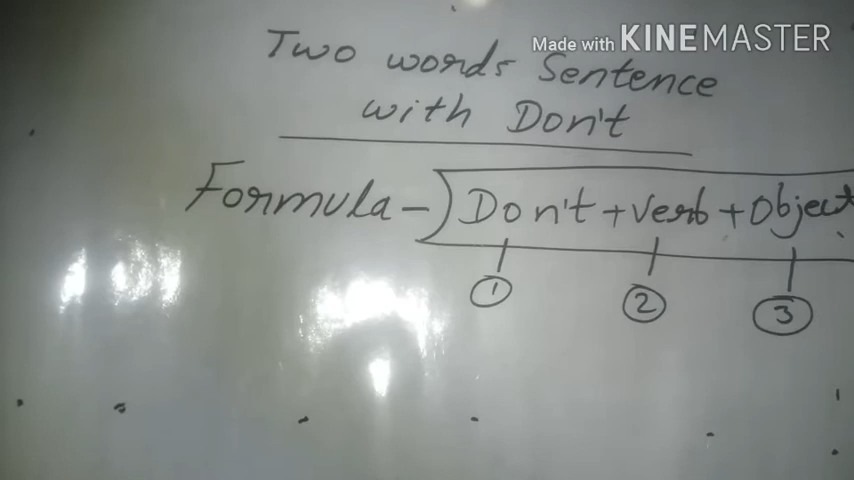 Made with KINEMASTER
Two words Sentence
with Don't
Formula - Don't + Verb + Object
1 2 3